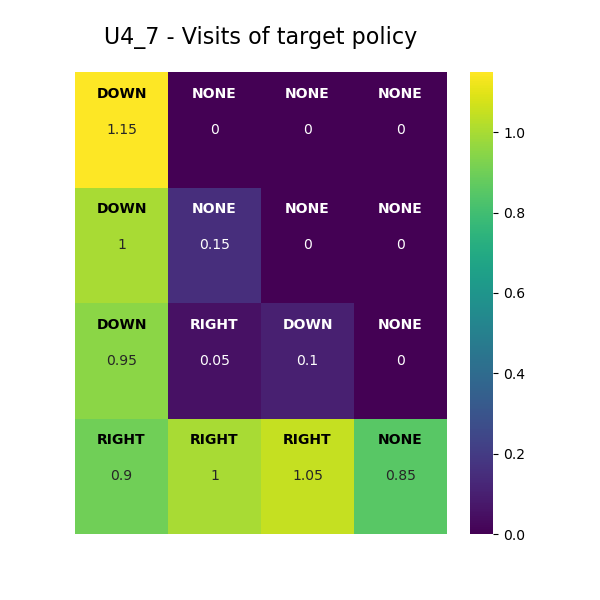 U4_7 - Visits of target policy
DOWN NONE NONE NONE
1.15 0 0 0
1.0
DOWN NONE NONE NONE
0.8
1 0.15 0 0
0.6
DOWN RIGHT DOWN NONE
0.95 0.05 0.1 0
0.4
RIGHT RIGHT RIGHT NONE
0.2
0.9 1 1.05 0.85
0.0